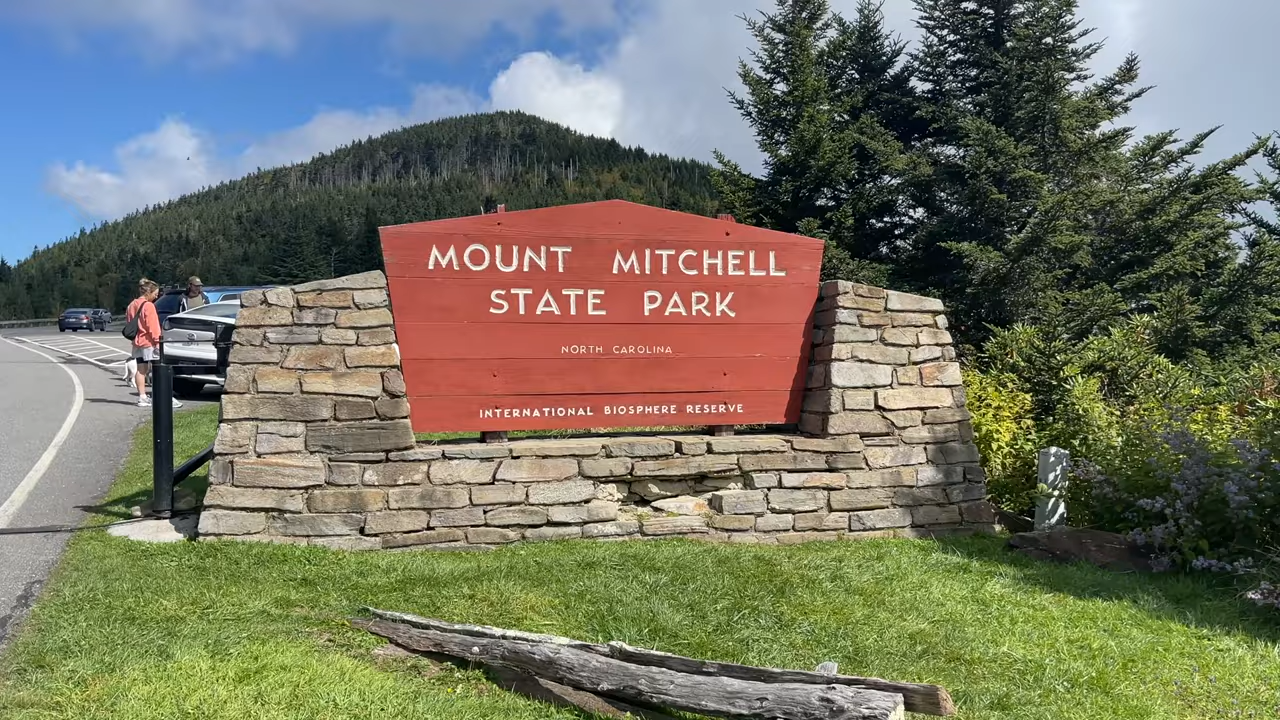 MOUNT MITCHELL
STATE PARK
NORTH CAROLINA
INTERNATIONAL BIOSPHERE RESERVE